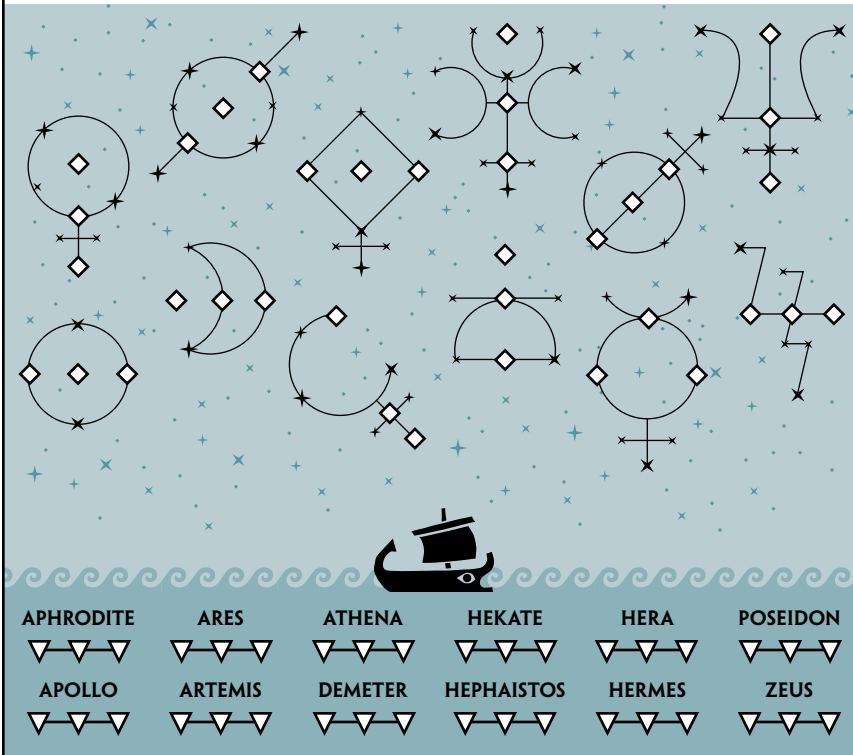 APHRODITE ARES ATHENA HEKATE HERA POSEIDON
APOLLO ARTEMIS DEMETER HEPHAISTOS HERMES ZEUS